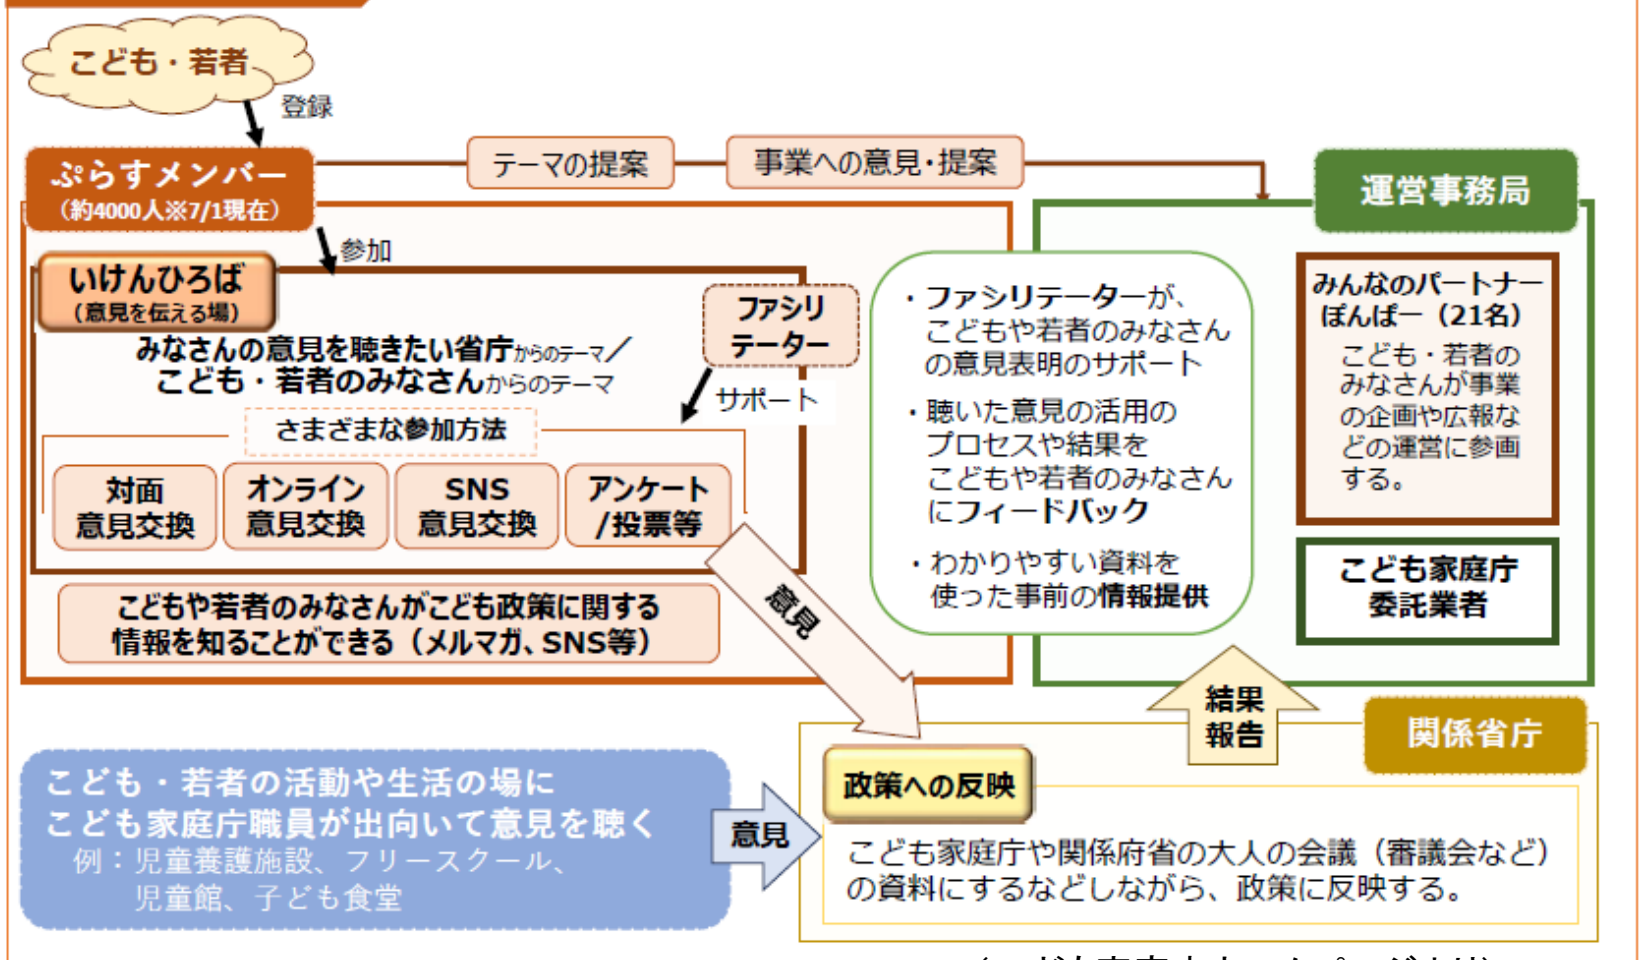 こども・若者
登録
ぷらすメンバー
（約4000人※7/1現在）
テーマの提案
事業への意見・提案
運営事務局
参加
いけんひろば
（意見を伝える場）
ファシリ
テーター
サポート
みなさんの意見を聴きたい省庁からのテーマ／
こども・若者のみなさんからのテーマ
さまざまな参加方法
対面
意見交換
オンライン
意見交換
SNS
意見交換
アンケート
/投票等
こどもや若者のみなさんがこども政策に関する
情報を知ることができる（メルマガ、SNS等）
意見
・ファシリテーターが、
こどもや若者のみなさん
の意見表明のサポート
・聴いた意見の活用の
プロセスや結果を
こどもや若者のみなさん
にフィードバック
・わかりやすい資料を
使った事前の情報提供
みんなのパートナー
ぽんぱー（21名）
こども・若者の
みなさんが事業
の企画や広報な
どの運営に参画
する。
こども家庭庁
委託業者
結果
報告
関係省庁
政策への反映
こども家庭庁や関係府省の大人の会議（審議会など）
の資料にするなどしながら、政策に反映する。
こども・若者の活動や生活の場に
こども家庭庁職員が出向いて意見を聴く
例：児童養護施設、フリースクール、
児童館、子ども食堂
意見